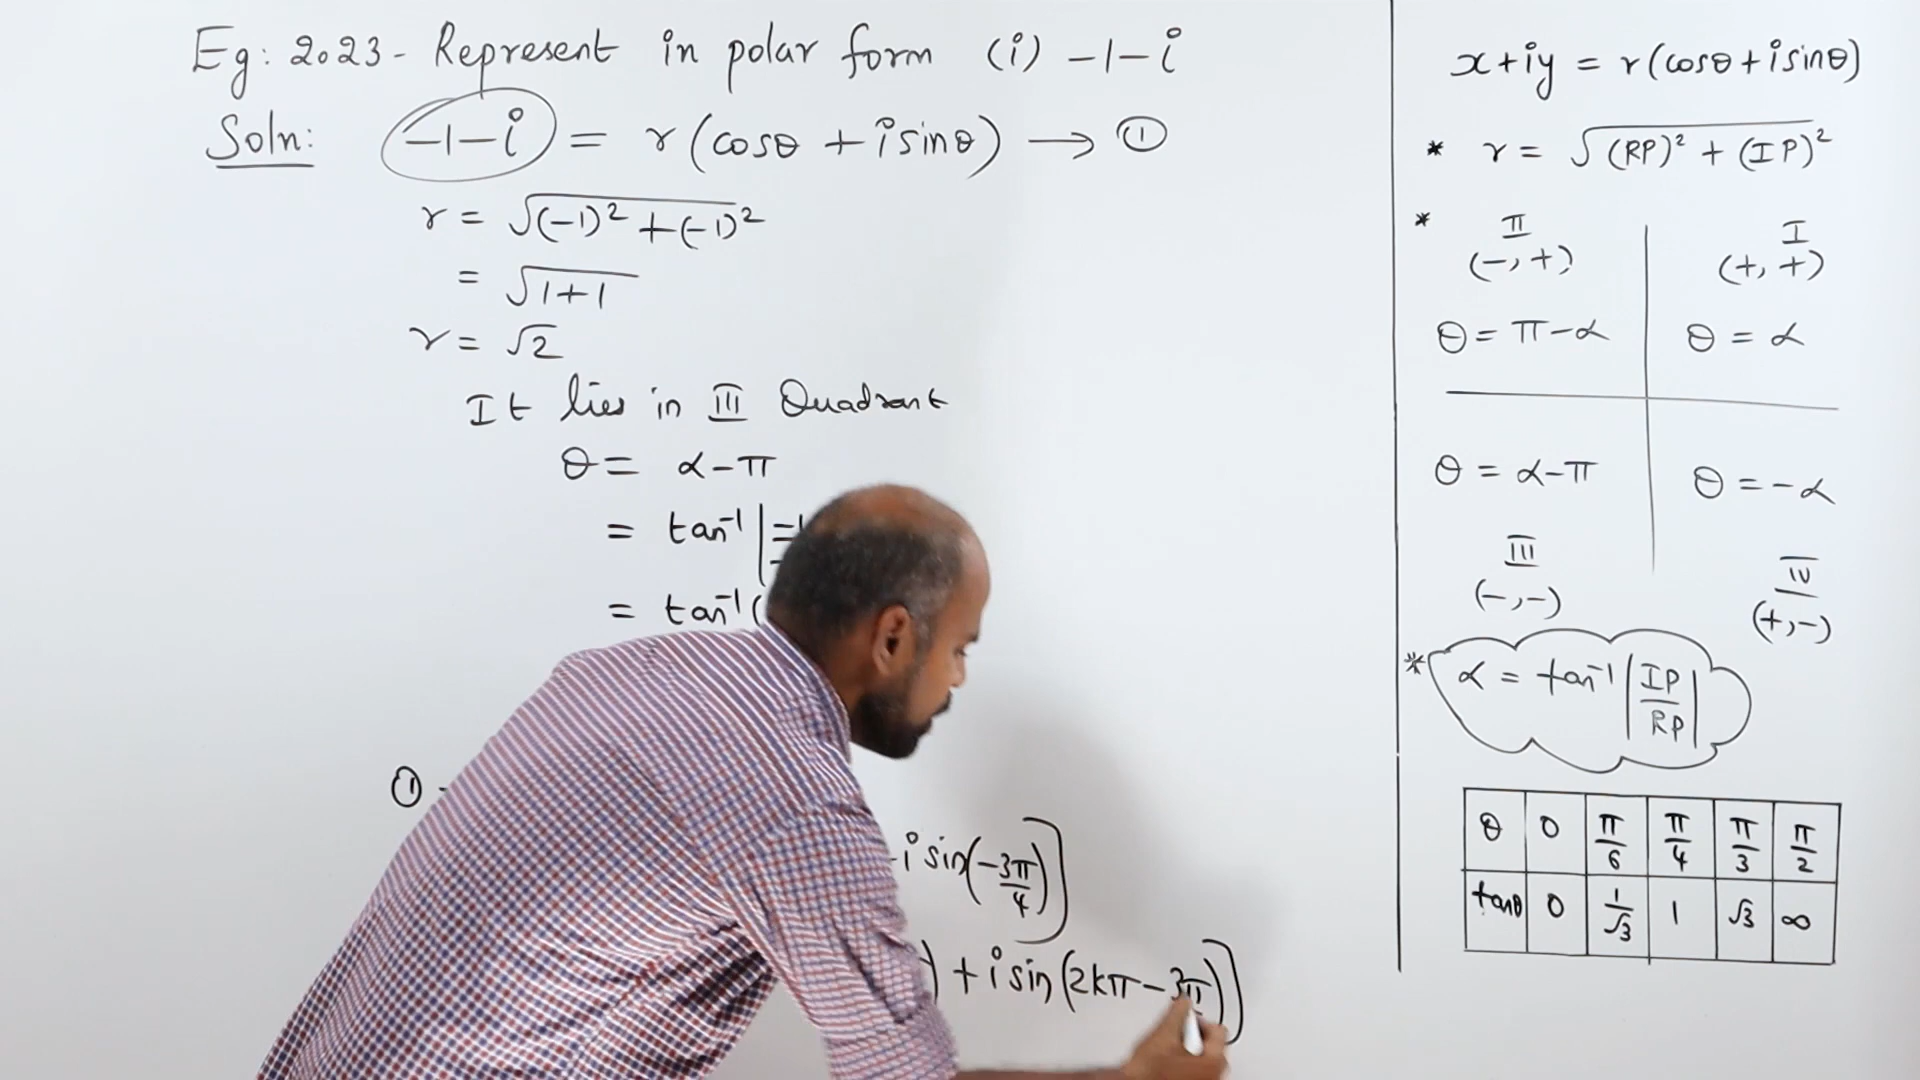 Eg: 2.23 - Represent in polar form (i) -1-i
Soln: -1-i = r(cosθ + isinθ) → ①
r = √(-1)² + (-1)²
= √1+1
r = √2
It lies in III Quadrant
θ = α-π
= tan⁻¹
= tan⁻¹(
①
i sin(-3π/4)]
) + i sin(2kπ - 3π
x+iy = r(cosθ+isinθ)
* r = √(RP)² + (IP)²
* II I
(-,+) (+,+)
θ = π-α θ = α
θ = α-π θ = -α
III IV
(-,-) (+,-)
* α = tan⁻¹|IP/RP|
θ 0 π/6 π/4 π/3 π/2
tanθ 0 1/√3 1 √3 ∞